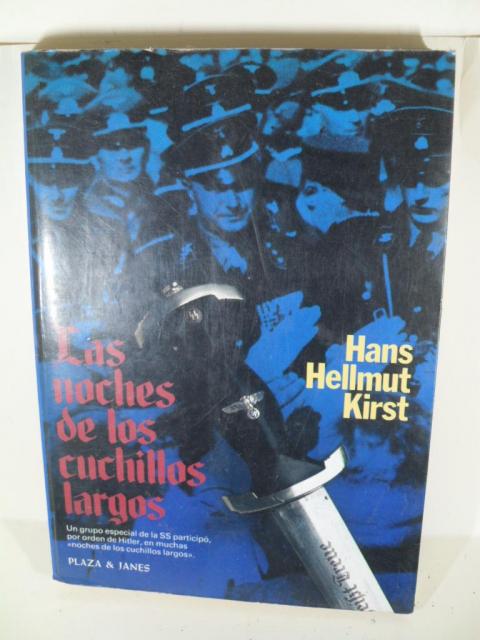 Hans
Hellmut
Kirst
Las
noches
de los
cuchillos
largos
Un grupo especial de la SS participó,
por orden de Hitler, en muchas
«noches de los cuchillos largos».
PLAZA & JANES